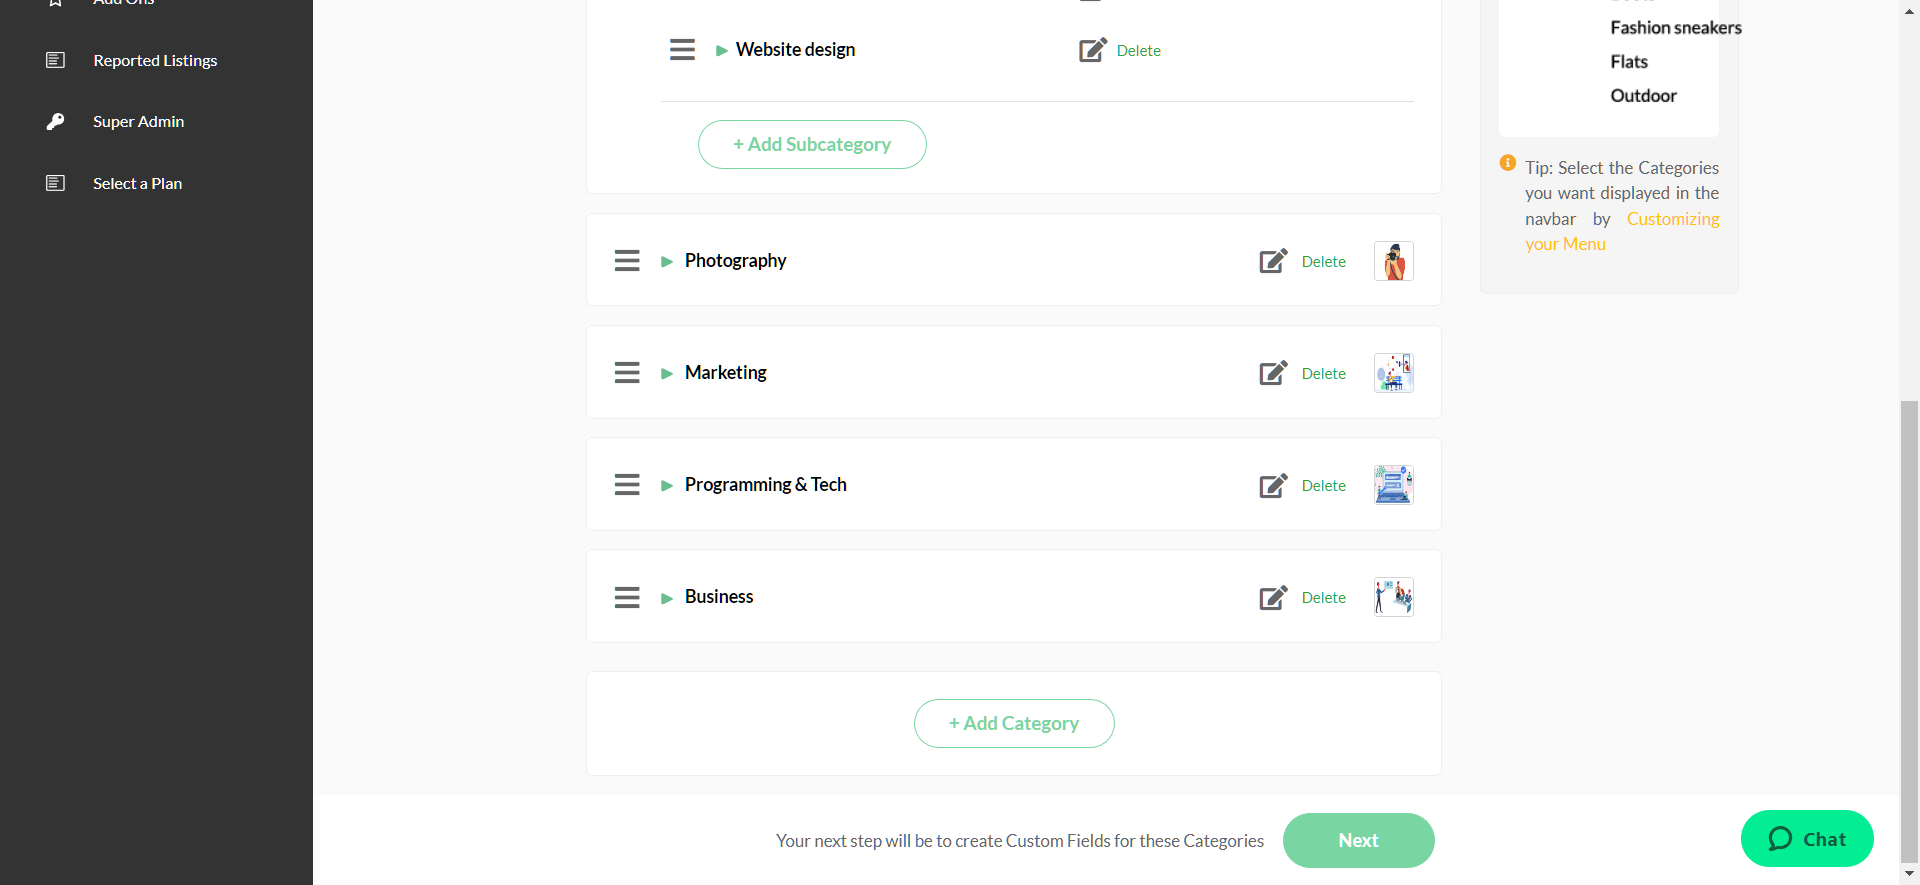 Add Ons
Reported Listings
Super Admin
Select a Plan
Website design
Delete
+ Add Subcategory
Photography
Delete
Marketing
Delete
Programming & Tech
Delete
Business
Delete
+ Add Category
Your next step will be to create Custom Fields for these Categories
Next
Fashion sneakers
Flats
Outdoor
Tip: Select the Categories
you want displayed in the
navbar by Customizing
your Menu
Chat